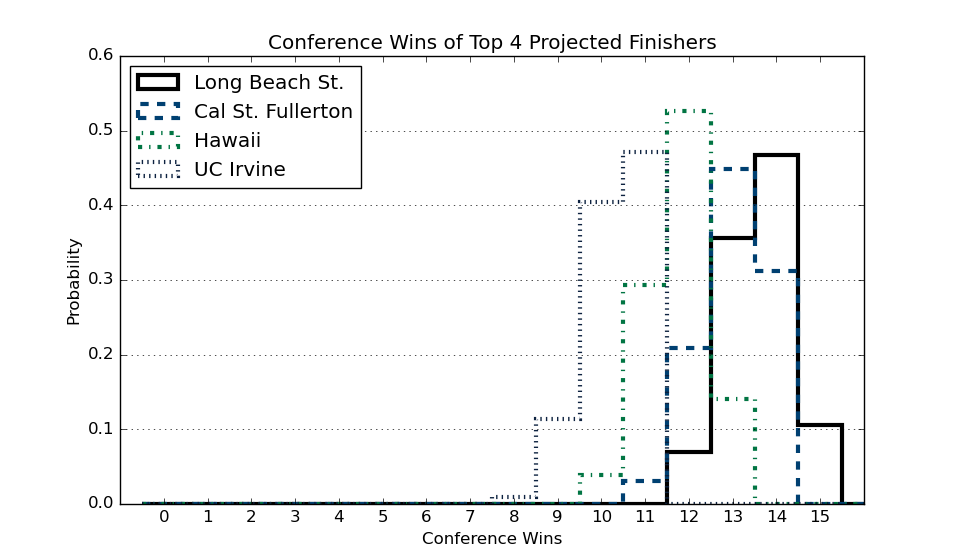 Conference Wins of Top 4 Projected Finishers
0.6
0.5
0.4
0.3
0.2
0.1
0.0
Probability
Long Beach St.
Cal St. Fullerton
Hawaii
UC Irvine
0 1 2 3 4 5 6 7 8 9 10 11 12 13 14 15
Conference Wins